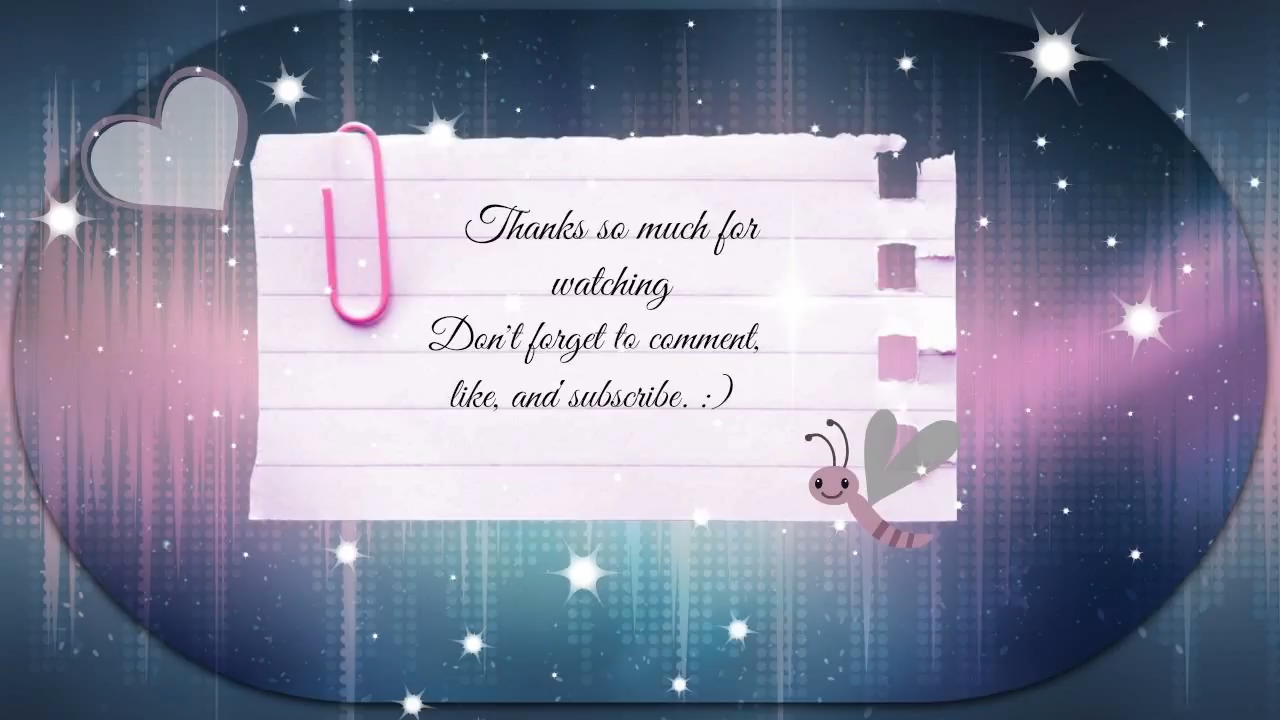 Thanks so much for
watching
Don't forget to comment,
like, and subscribe. :)